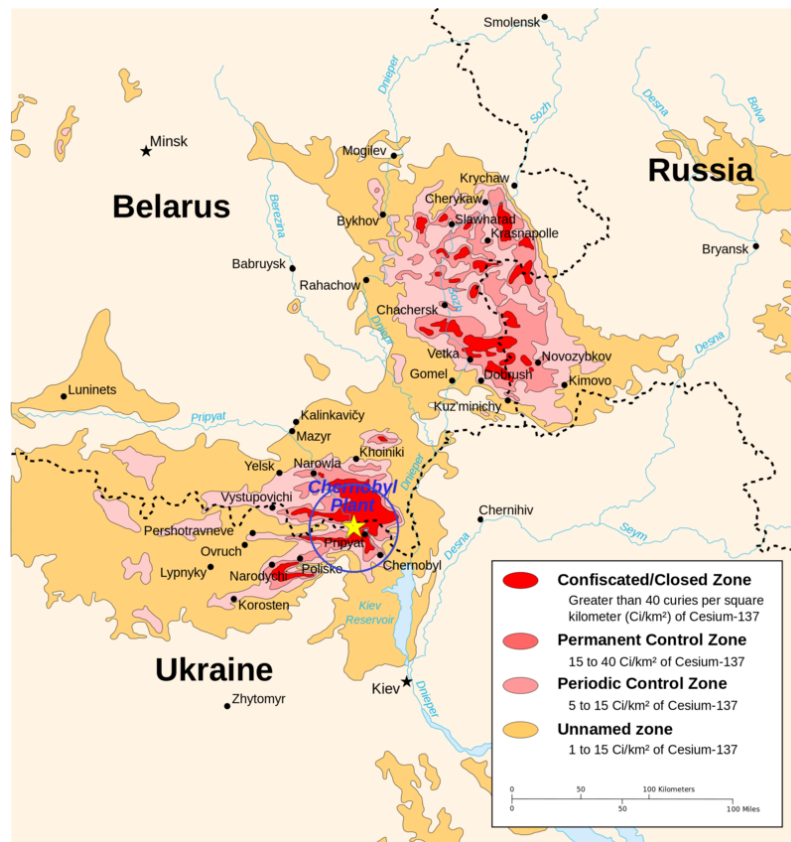 Smolensk
Dnieper
Sozh
Desna
Bolva
Minsk
Mogilev
Russia
Krychaw
Belarus
Berezina
Cherykaw
Bykhov
Slawharad
Krasnapolle
Bryansk
Babruysk
Rahachow
Sozh
Chachersk
Dniepr
Desna
Vetka
Novozybkov
Gomel
Dobrush
Kimovo
Luninets
Kuz'minichy
Pripyat
Kalinkavičy
Mazyr
Khoiniki
Yelsk
Narowla
Dnieper
Chernobyl
Plant
Vystupovichi
Chernihiv
Pershotravneve
Pripyat
Desna
Seym
Ovruch
Chernobyl
Lypnyky
Narodychi
Poliske
Korosten
Kiev
Reservoir
Ukraine
Kiev
Zhytomyr
Dnieper
Confiscated/Closed Zone
Greater than 40 curies per square
kilometer (Ci/km²) of Cesium-137
Permanent Control Zone
15 to 40 Ci/km² of Cesium-137
Periodic Control Zone
5 to 15 Ci/km² of Cesium-137
Unnamed zone
1 to 15 Ci/km² of Cesium-137
0 50 100 Kilometers
0 50 100 Miles